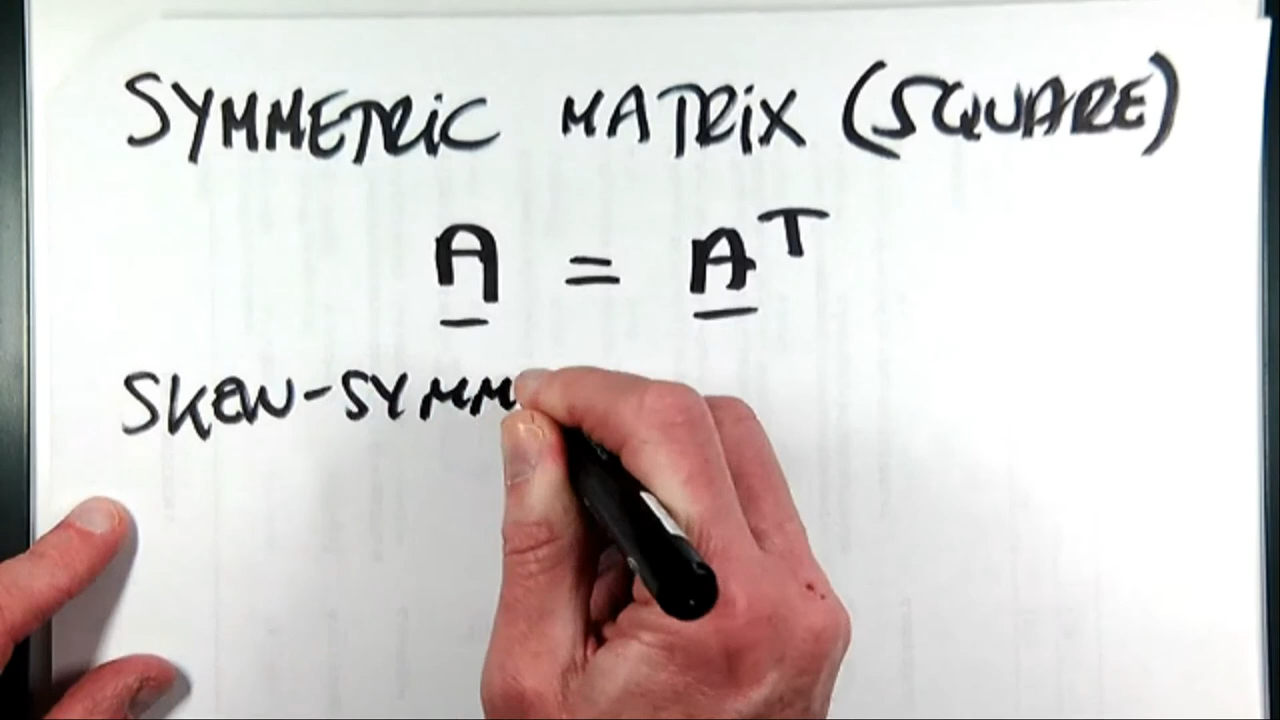 SYMMETRiC MATRiX (SQUARE)
A = A^T
SKEW-SYMM